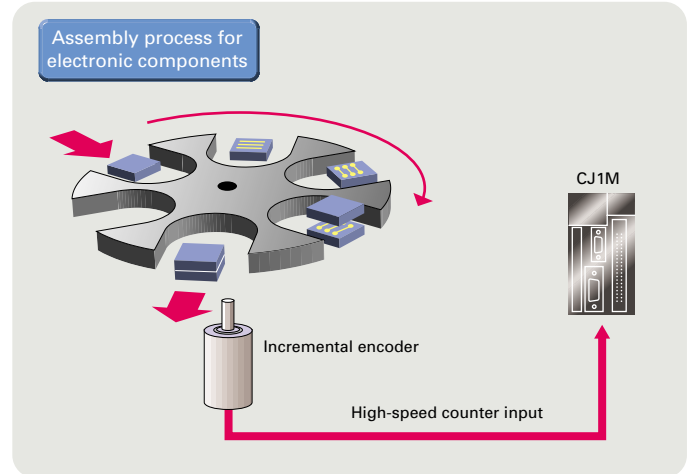 Assembly process for
electronic components
CJ1M
Incremental encoder
High-speed counter input